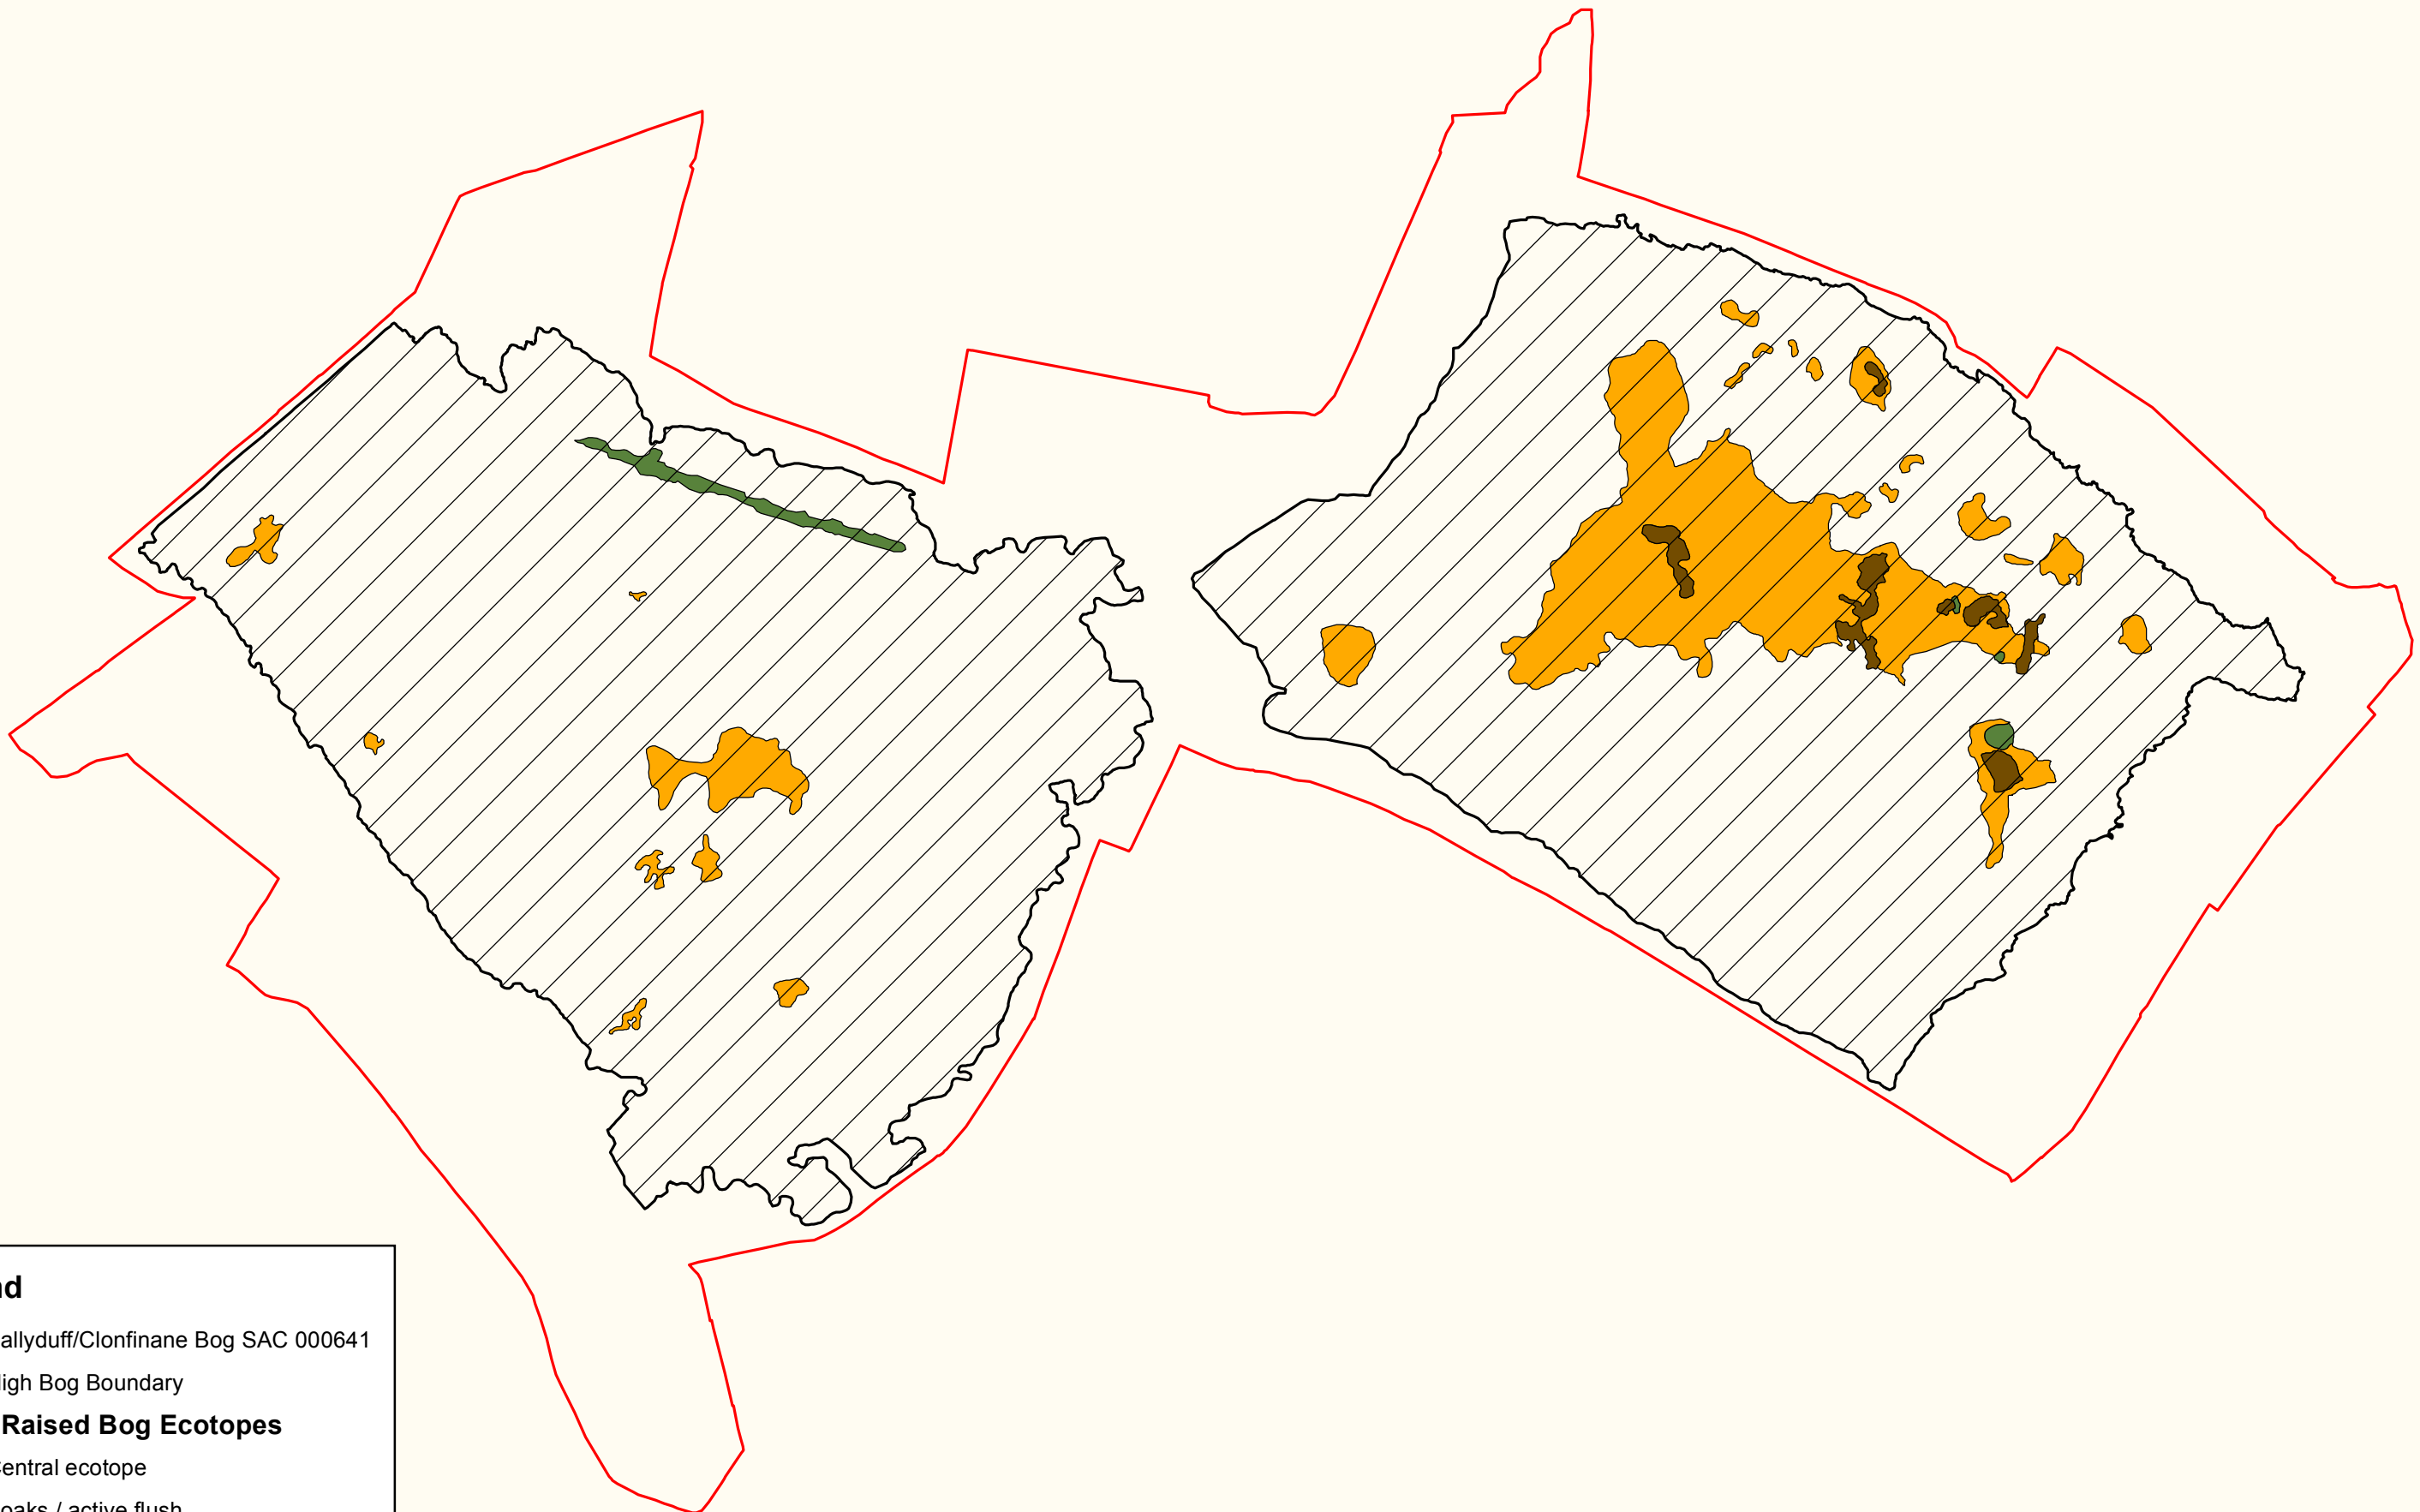 nd
allyduff/Clonfinane Bog SAC 000641
igh Bog Boundary
Raised Bog Ecotopes
entral ecotope
oaks / active flush